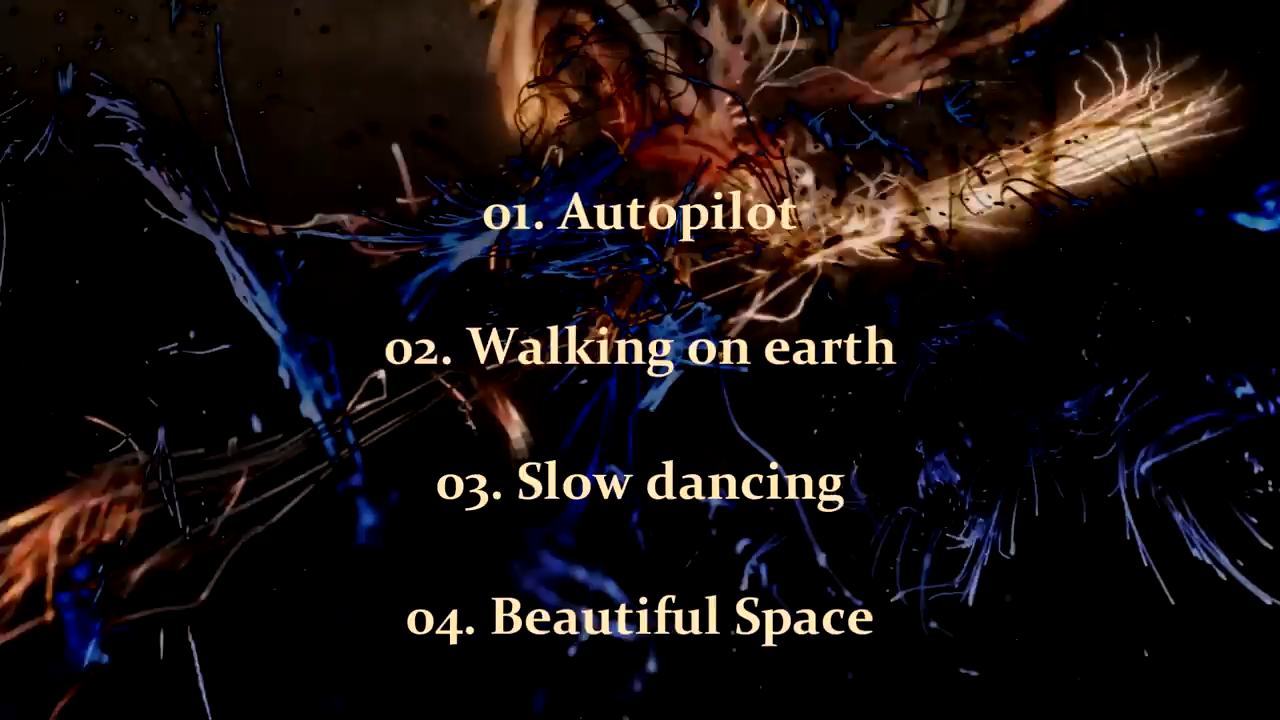 01. Autopilot
02. Walking on earth
03. Slow dancing
04. Beautiful Space